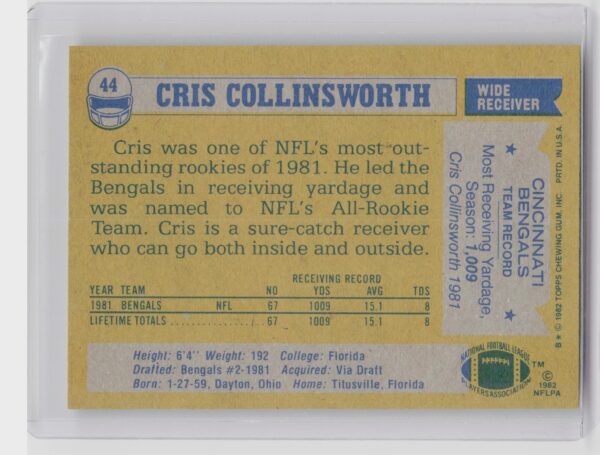 44
CRIS COLLINSWORTH
WIDE
RECEIVER
Cris was one of NFL's most out-
standing rookies of 1981. He led the
Bengals in receiving yardage and
was named to NFL's All-Rookie
Team. Cris is a sure-catch receiver
who can go both inside and outside.
RECEIVING RECORD
YEAR TEAM NO YDS AVG TDS
1981 BENGALS NFL 67 1009 15.1 8
LIFETIME TOTALS .................... 67 1009 15.1 8
Height: 6'4" Weight: 192 College: Florida
Drafted: Bengals #2-1981 Acquired: Via Draft
Born: 1-27-59, Dayton, Ohio Home: Titusville, Florida
CINCINNATI
BENGALS
TEAM RECORD
Most Receiving Yardage,
Season: 1,009
Cris Collinsworth 1981
B* © 1982 TOPPS CHEWING GUM, INC. PRTD. IN U.S.A.
NATIONAL FOOTBALL LEAGUE
PLAYERS ASSOCIATION
TM
©
1982
NFLPA